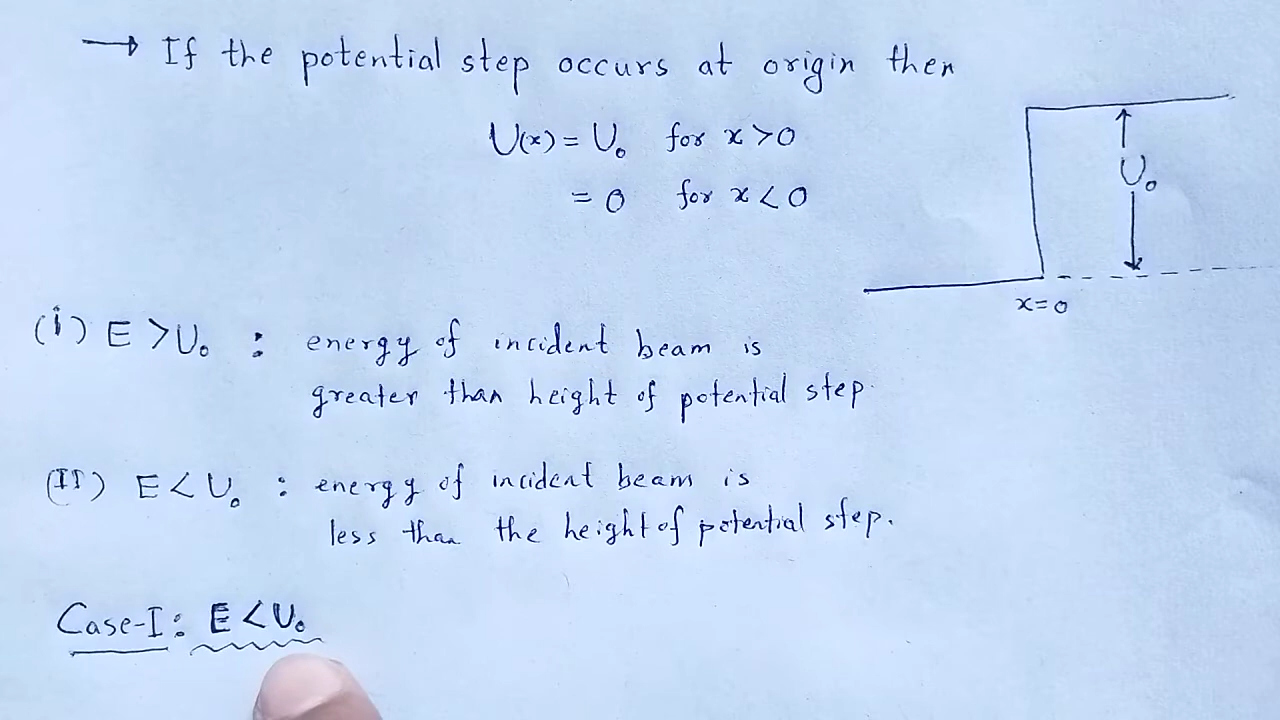 → If the potential step occurs at origin then
U(x) = U₀ for x > 0
= 0 for x < 0
U₀
x = 0
(i) E > U₀ : energy of incident beam is
greater than height of potential step.
(II) E < U₀ : energy of incident beam is
less than the height of potential step.
Case-I: E < U₀